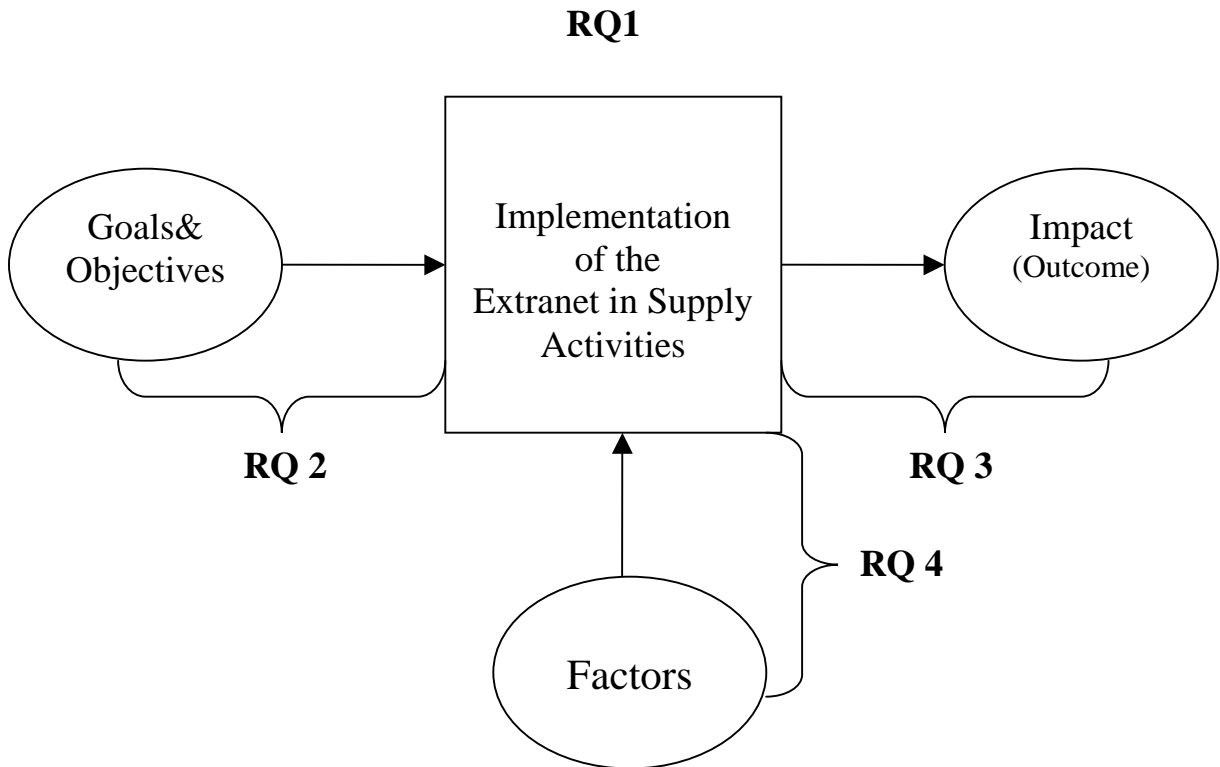 RQ1
Goals&
Objectives
Implementation
of the
Extranet in Supply
Activities
Impact
(Outcome)
RQ 2
RQ 3
RQ 4
Factors